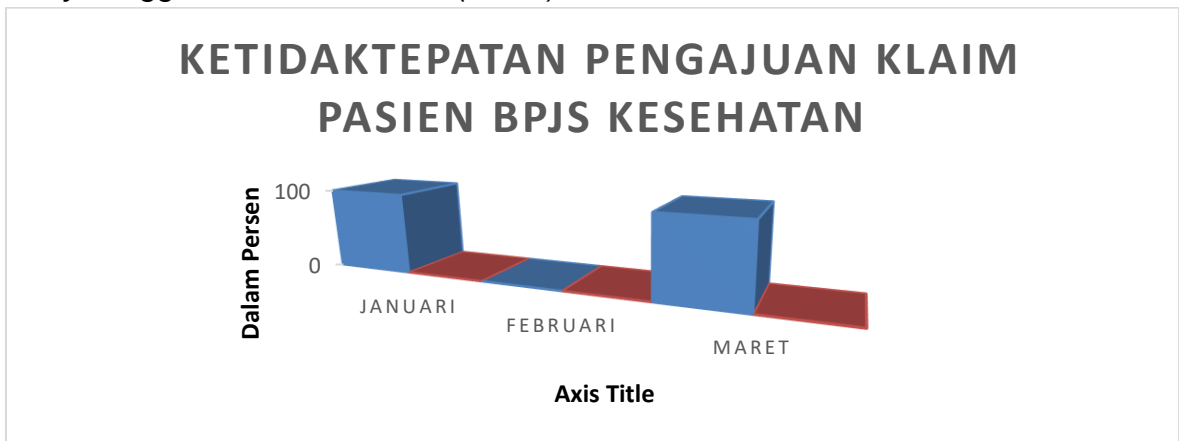 KETIDAKTEPATAN PENGAJUAN KLAIM
PASIEN BPJS KESEHATAN
Dalam Persen
100
0
JANUARI
FEBRUARI
MARET
Axis Title